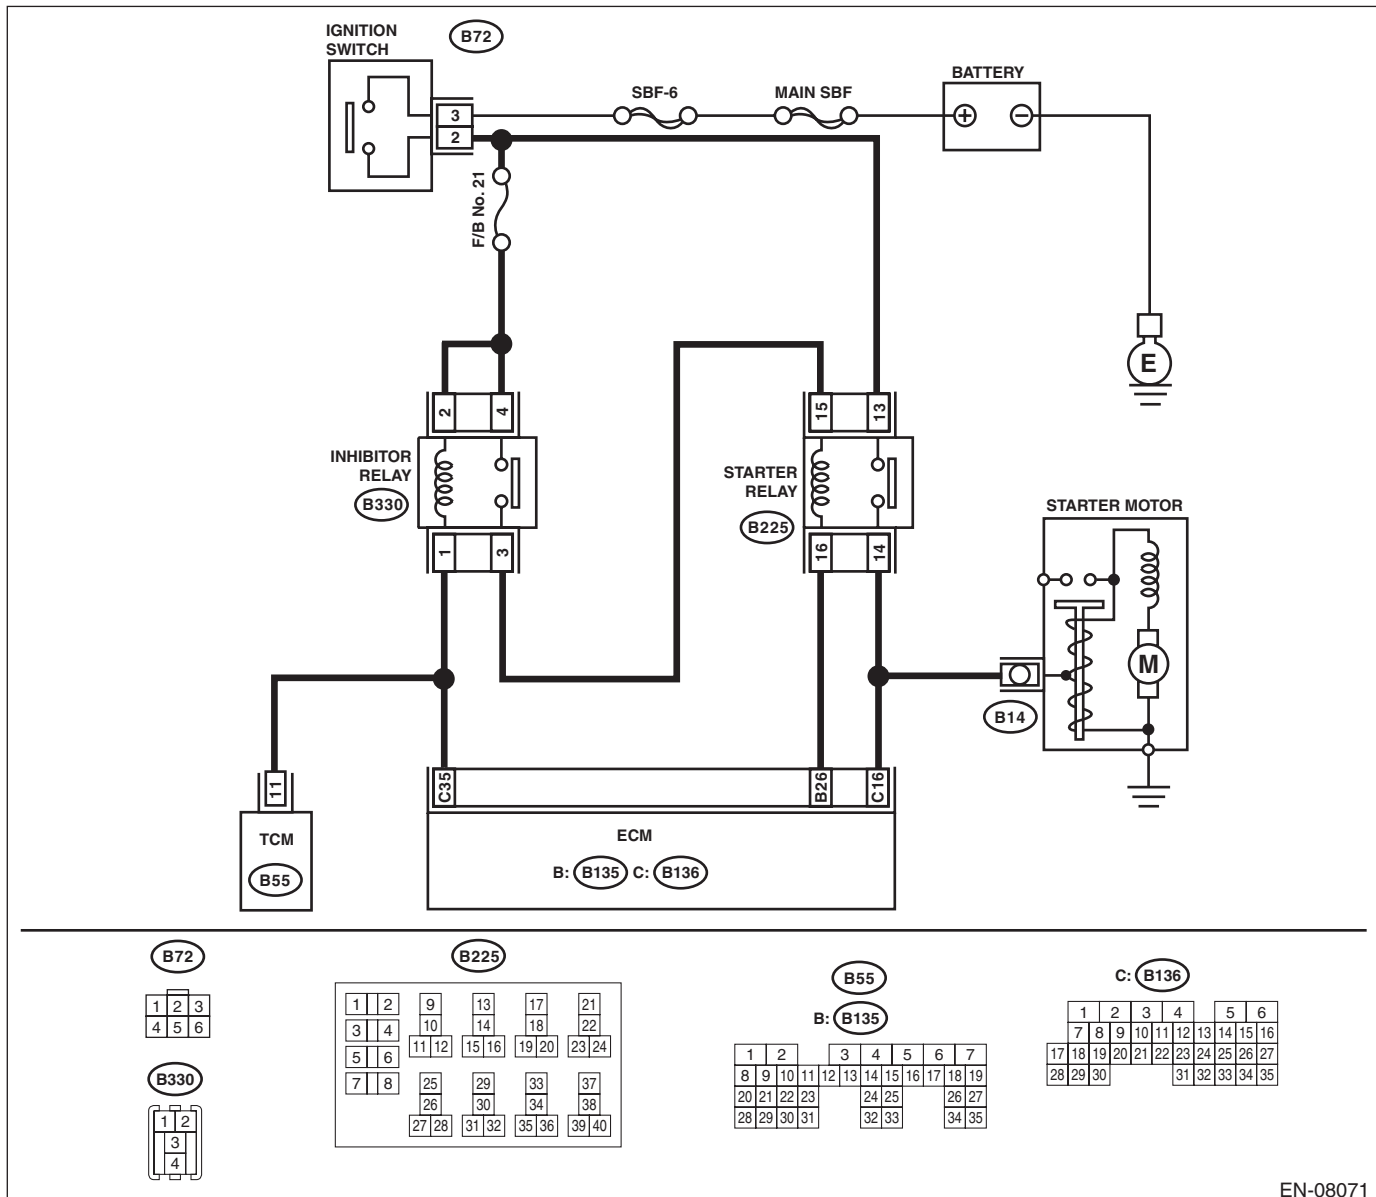 IGNITION
SWITCH
B72
3
2
SBF-6
MAIN SBF
BATTERY
+ −
F/B No. 21
E
2 4
15 13
INHIBITOR
RELAY
B330
STARTER
RELAY
B225
1 3
16 14
STARTER MOTOR
M
B14
11
C35 B26 C16
TCM
B55
ECM
B: B135 C: B136
B72
1 2 3
4 5 6
B330
1 2
3
4
B225
1 2 9 13 17 21
3 4 10 14 18 22
5 6 11 12 15 16 19 20 23 24
7 8 25 29 33 37
26 30 34 38
27 28 31 32 35 36 39 40
B55
B: B135
1 2 3 4 5 6 7
8 9 10 11 12 13 14 15 16 17 18 19
20 21 22 23 24 25 26 27
28 29 30 31 32 33 34 35
C: B136
1 2 3 4 5 6
7 8 9 10 11 12 13 14 15 16
17 18 19 20 21 22 23 24 25 26 27
28 29 30 31 32 33 34 35
EN-08071